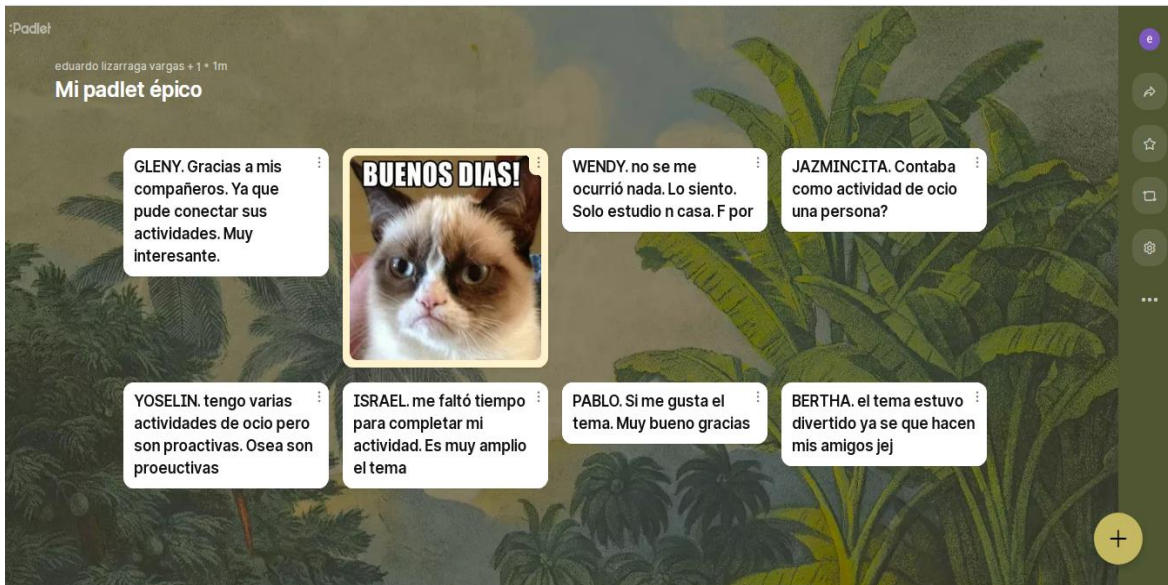 :Padlet
e
eduardo lizarraga vargas + 1 • 1m
Mi padlet épico
GLENY. Gracias a mis
compañeros. Ya que
pude conectar sus
actividades. Muy
interesante.
BUENOS DIAS!
WENDY. no se me
ocurrió nada. Lo siento.
Solo estudio n casa. F por
JAZMINCITA. Contaba
como actividad de ocio
una persona?
YOSELIN. tengo varias
actividades de ocio pero
son proactivas. Osea son
proeuctivas
ISRAEL. me faltó tiempo
para completar mi
actividad. Es muy amplio
el tema
PABLO. Si me gusta el
tema. Muy bueno gracias
BERTHA. el tema estuvo
divertido ya se que hacen
mis amigos jej